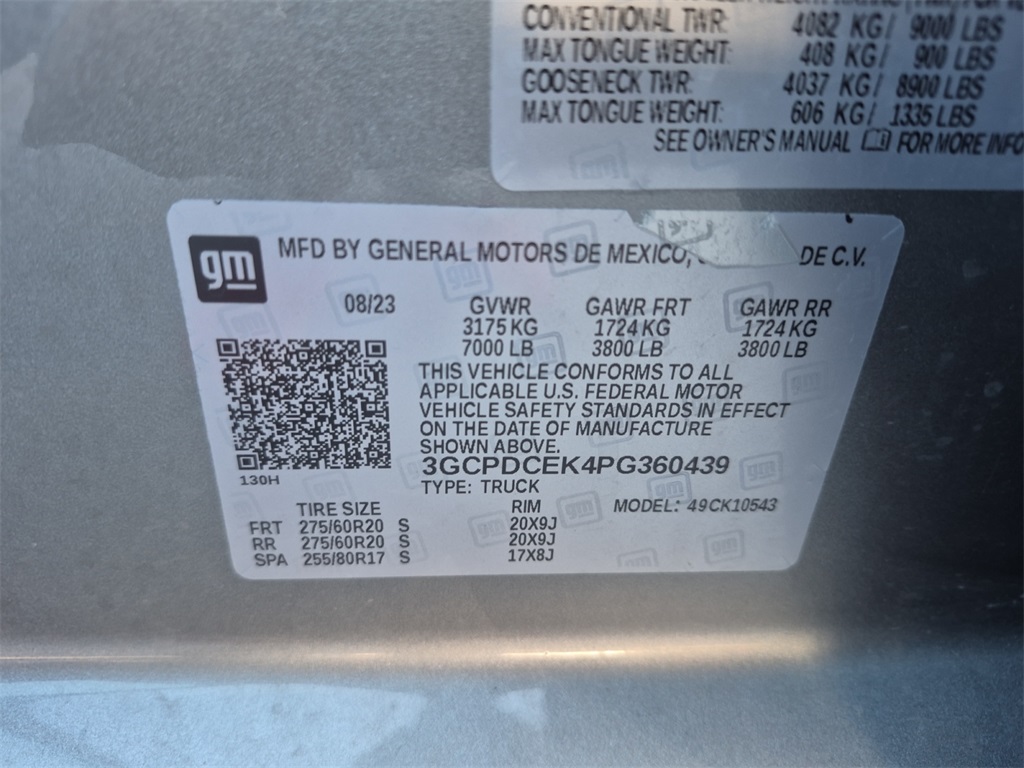 CONVENTIONAL TWR: 4082 KG/ 9000 LBS
MAX TONGUE WEIGHT: 408 KG/ 900 LBS
GOOSENECK TWR: 4037 KG/ 8900 LBS
MAX TONGUE WEIGHT: 606 KG/ 1335 LBS
SEE OWNER'S MANUAL FOR MORE INFO
gm MFD BY GENERAL MOTORS DE MEXICO, DE C.V.
08/23 GVWR GAWR FRT GAWR RR
3175 KG 1724 KG 1724 KG
7000 LB 3800 LB 3800 LB
THIS VEHICLE CONFORMS TO ALL
APPLICABLE U.S. FEDERAL MOTOR
VEHICLE SAFETY STANDARDS IN EFFECT
ON THE DATE OF MANUFACTURE
SHOWN ABOVE.
3GCPDCEK4PG360439
130H
TYPE: TRUCK
MODEL: 49CK10543
TIRE SIZE RIM
FRT 275/60R20 S 20X9J
RR 275/60R20 S 20X9J
SPA 255/80R17 S 17X8J